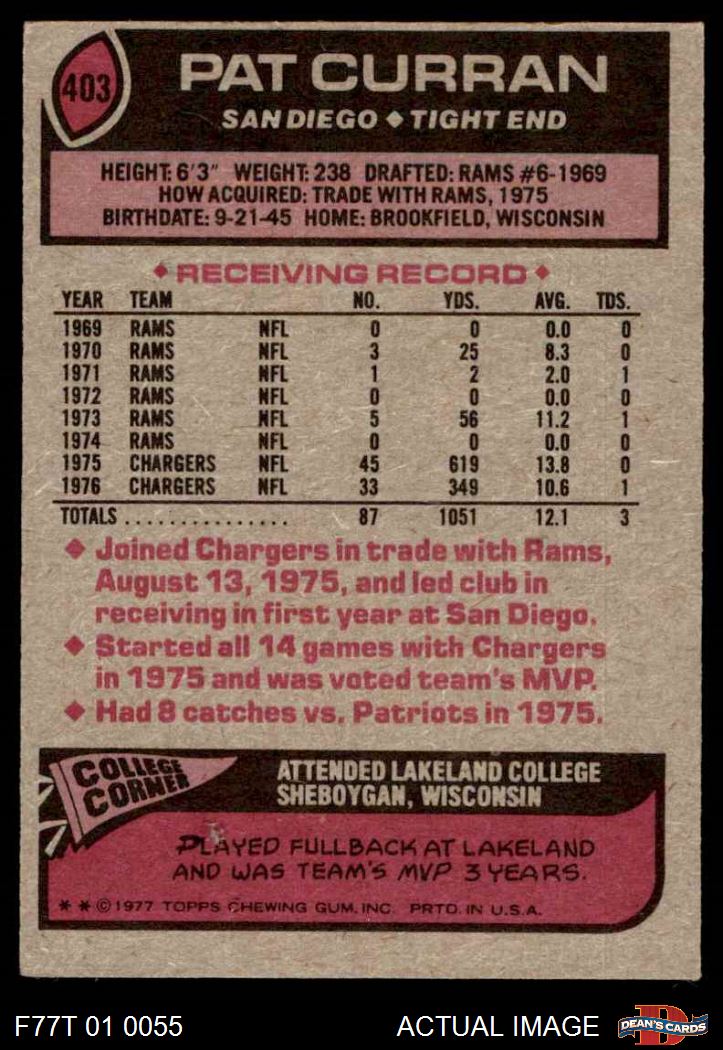 403
PAT CURRAN
SAN DIEGO ◆ TIGHT END
HEIGHT: 6'3" WEIGHT: 238 DRAFTED: RAMS #6-1969
HOW ACQUIRED: TRADE WITH RAMS, 1975
BIRTHDATE: 9-21-45 HOME: BROOKFIELD, WISCONSIN
◆ RECEIVING RECORD ◆
YEAR TEAM NO. YDS. AVG. TDS.
1969 RAMS NFL 0 0 0.0 0
1970 RAMS NFL 3 25 8.3 0
1971 RAMS NFL 1 2 2.0 1
1972 RAMS NFL 0 0 0.0 0
1973 RAMS NFL 5 56 11.2 1
1974 RAMS NFL 0 0 0.0 0
1975 CHARGERS NFL 45 619 13.8 0
1976 CHARGERS NFL 33 349 10.6 1
TOTALS............... 87 1051 12.1 3
◆ Joined Chargers in trade with Rams,
August 13, 1975, and led club in
receiving in first year at San Diego.
◆ Started all 14 games with Chargers
in 1975 and was voted team's MVP.
◆ Had 8 catches vs. Patriots in 1975.
COLLEGE
CORNER
ATTENDED LAKELAND COLLEGE
SHEBOYGAN, WISCONSIN
PLAYED FULLBACK AT LAKELAND
AND WAS TEAM'S MVP 3 YEARS.
* * © 1977 TOPPS CHEWING GUM, INC. PRTD. IN U.S.A.
F77T 01 0055
ACTUAL IMAGE
D
DEAN'S CARDS